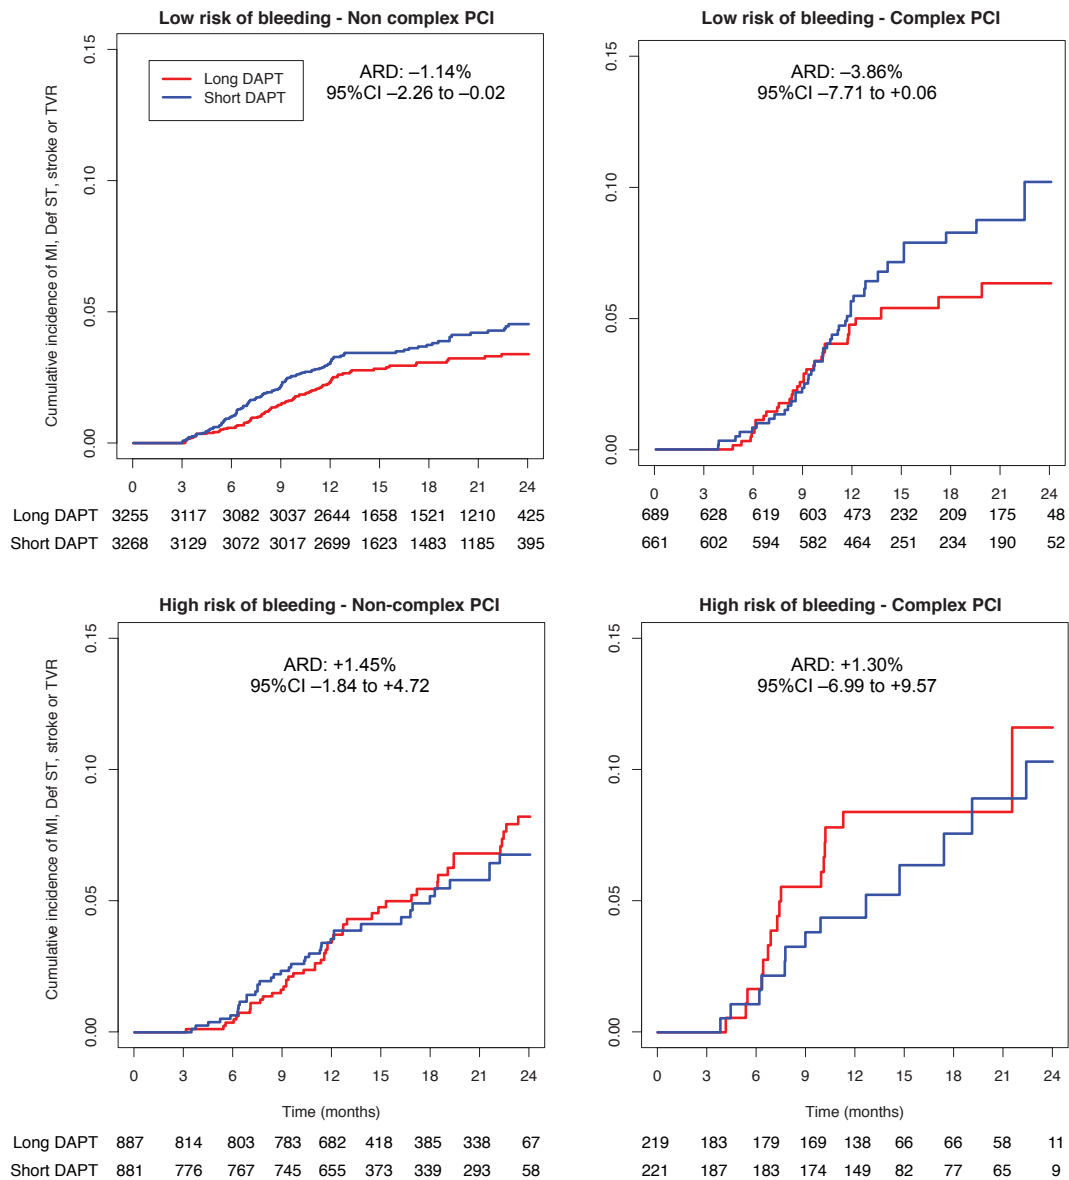 Low risk of bleeding - Non complex PCI
Cumulative incidence of MI, Def ST, stroke or TVR
0.15
0.10
0.05
0.00
Long DAPT
Short DAPT
ARD: –1.14%
95%CI –2.26 to –0.02
0 3 6 9 12 15 18 21 24
Long DAPT 3255 3117 3082 3037 2644 1658 1521 1210 425
Short DAPT 3268 3129 3072 3017 2699 1623 1483 1185 395
Low risk of bleeding - Complex PCI
0.15
0.10
0.05
0.00
ARD: –3.86%
95%CI –7.71 to +0.06
0 3 6 9 12 15 18 21 24
689 628 619 603 473 232 209 175 48
661 602 594 582 464 251 234 190 52
High risk of bleeding - Non-complex PCI
Cumulative incidence of MI, Def ST, stroke or TVR
0.15
0.10
0.05
0.00
ARD: +1.45%
95%CI –1.84 to +4.72
0 3 6 9 12 15 18 21 24
Time (months)
Long DAPT 887 814 803 783 682 418 385 338 67
Short DAPT 881 776 767 745 655 373 339 293 58
High risk of bleeding - Complex PCI
0.15
0.10
0.05
0.00
ARD: +1.30%
95%CI –6.99 to +9.57
0 3 6 9 12 15 18 21 24
Time (months)
219 183 179 169 138 66 66 58 11
221 187 183 174 149 82 77 65 9